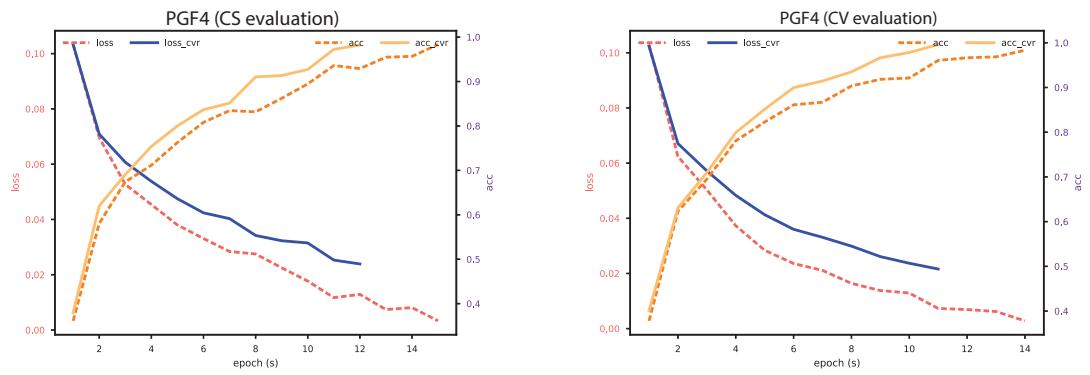 PGF4 (CS evaluation)
loss
loss_cvr
acc
acc_cvr
0,10
0,08
0,06
0,04
0,02
0,00
loss
1,0
0,9
0,8
0,7
0,6
0,5
0,4
acc
2 4 6 8 10 12 14
epoch (s)
PGF4 (CV evaluation)
loss
loss_cvr
acc
acc_cvr
0,10
0,08
0,06
0,04
0,02
0,00
loss
1,0
0,9
0,8
0,7
0,6
0,5
0,4
acc
2 4 6 8 10 12 14
epoch (s)